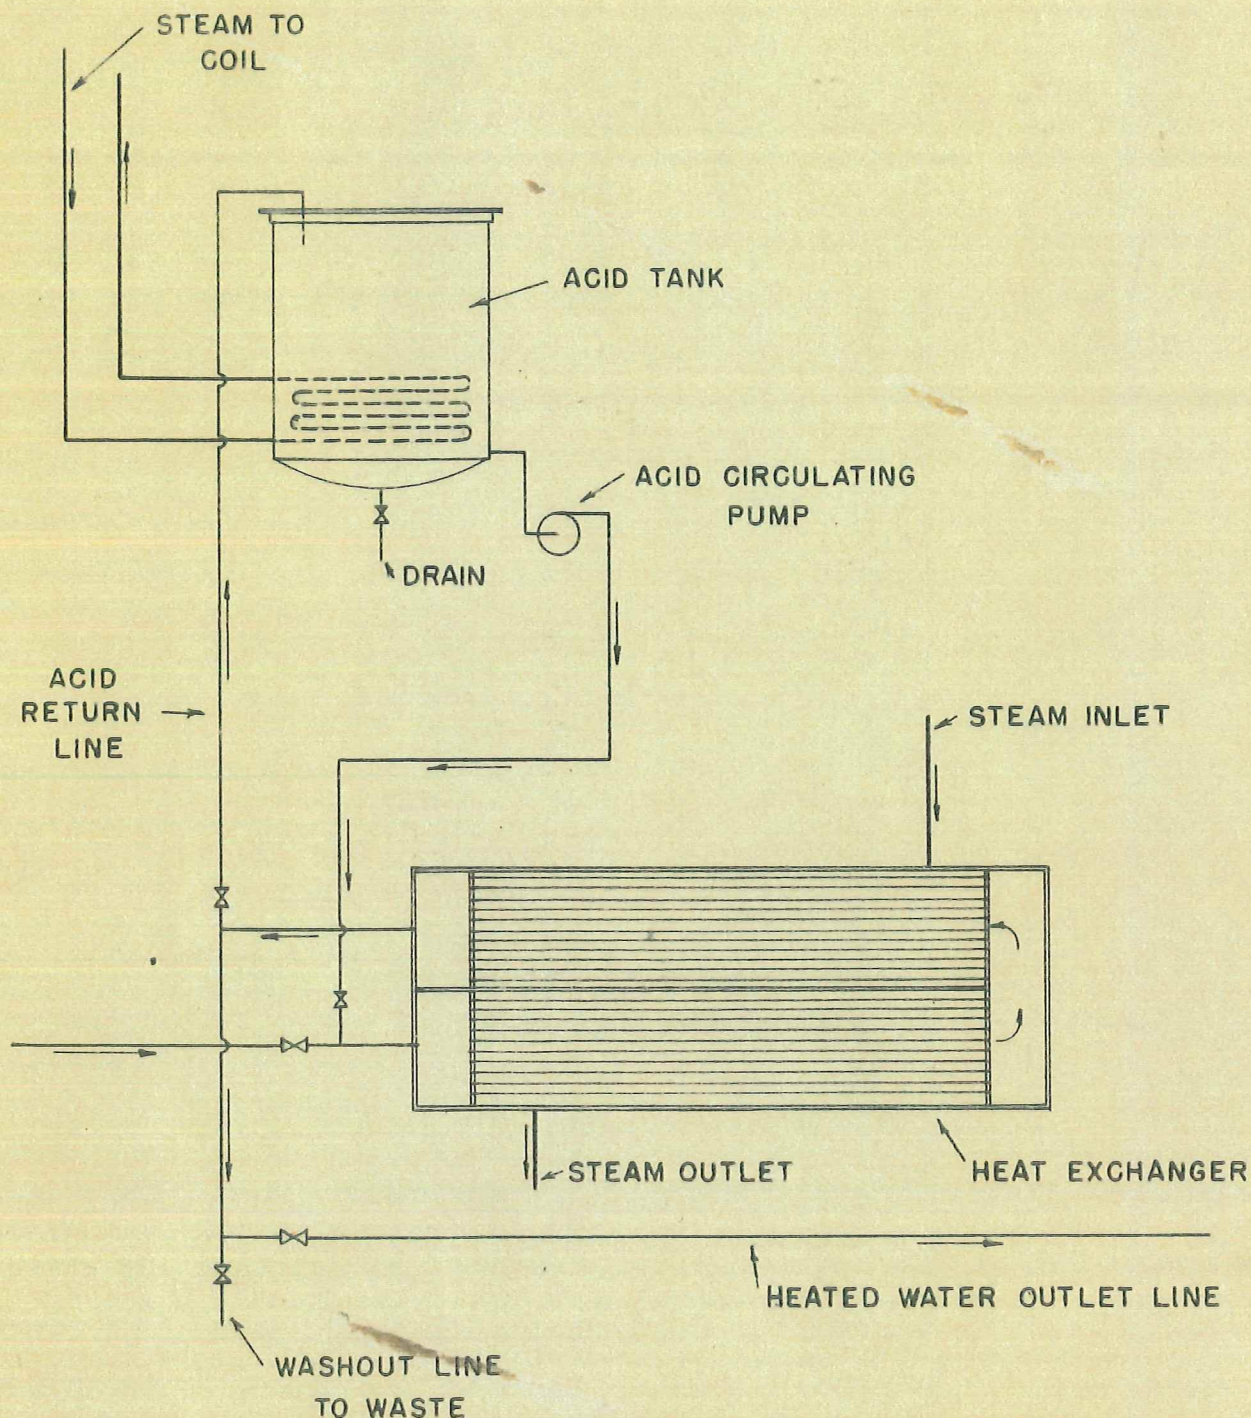 STEAM TO
COIL
ACID TANK
ACID CIRCULATING
PUMP
DRAIN
ACID
RETURN
LINE
STEAM INLET
STEAM OUTLET
HEAT EXCHANGER
HEATED WATER OUTLET LINE
WASHOUT LINE
TO WASTE